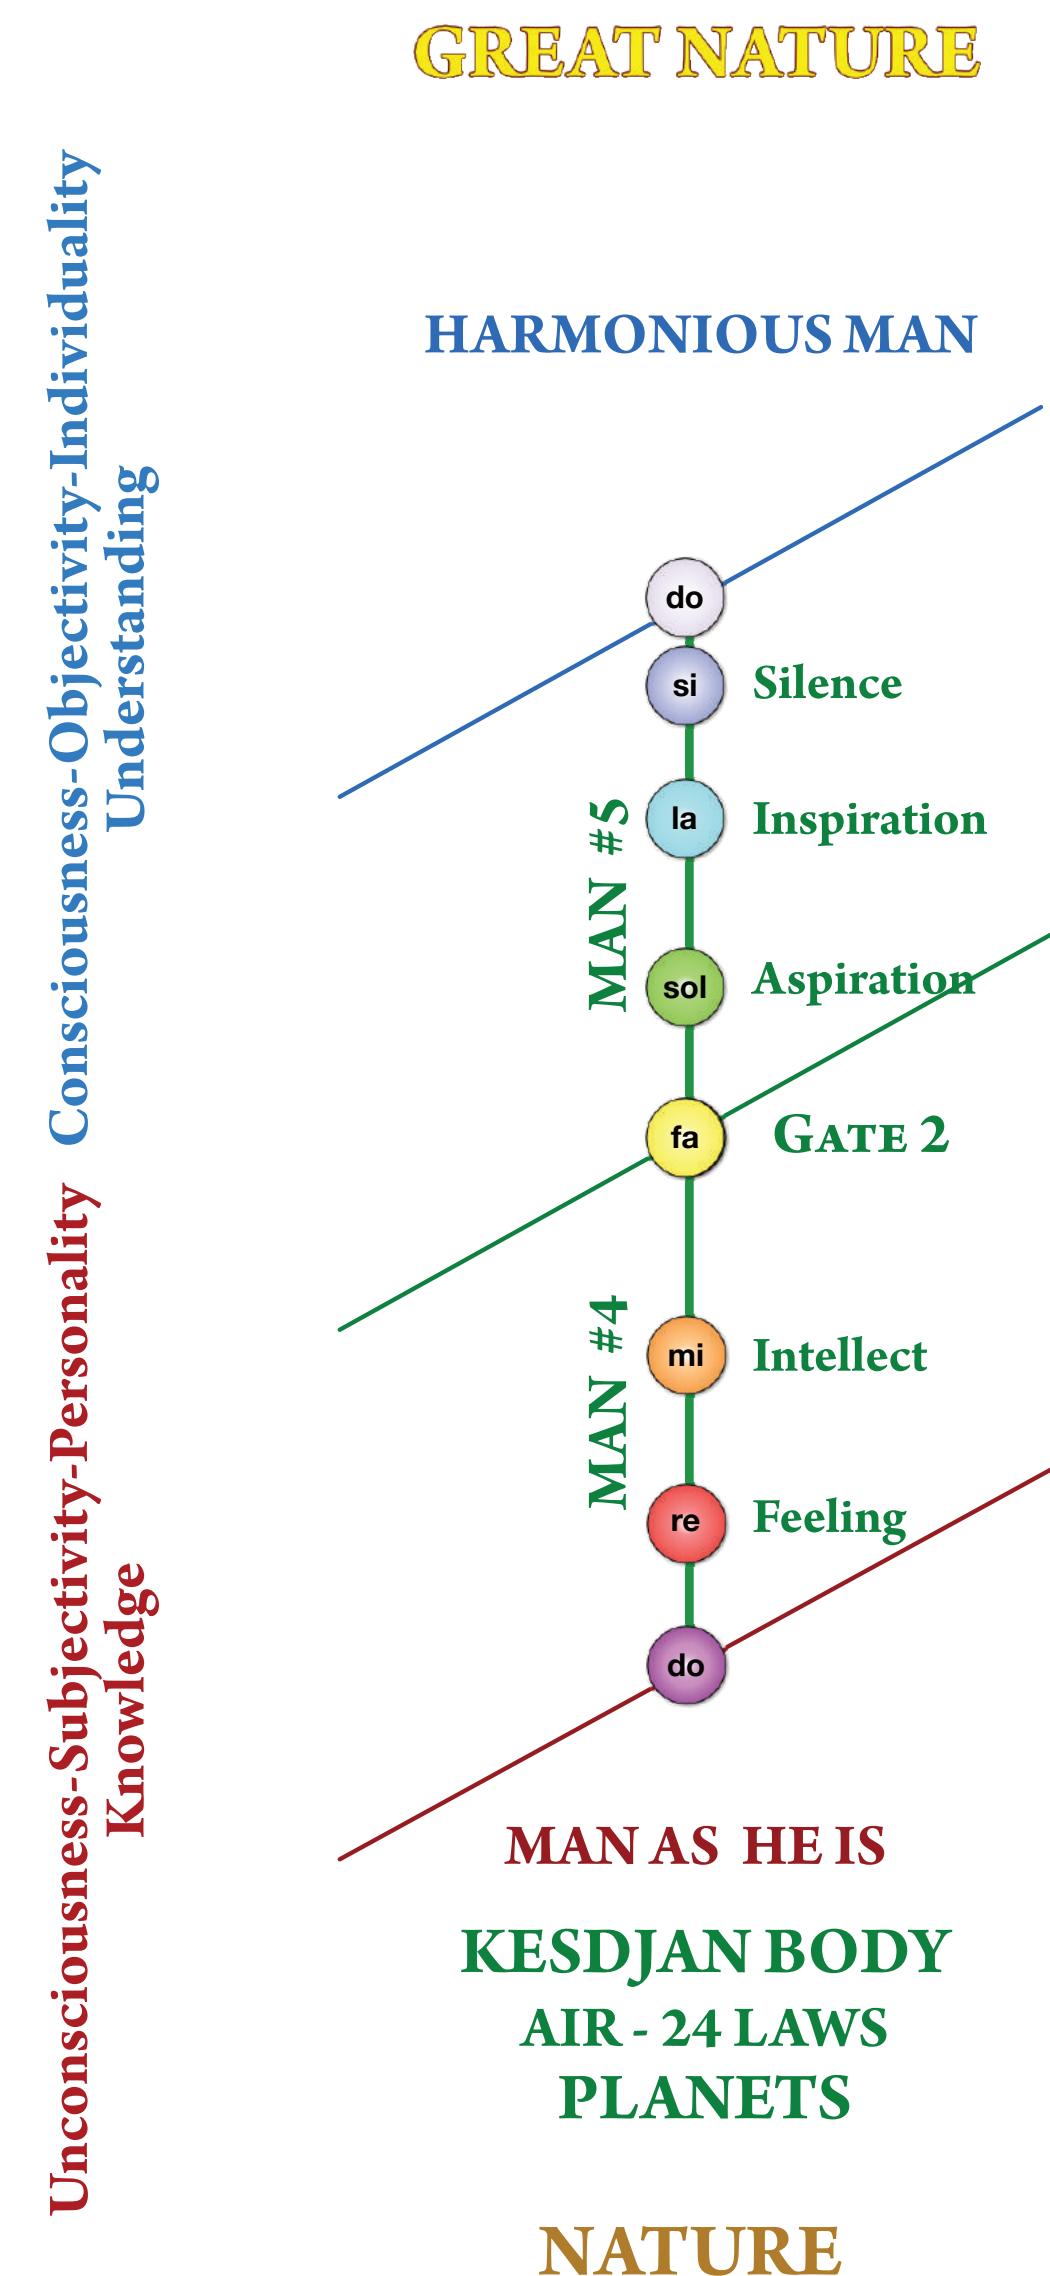 GREAT NATURE
Consciousness-Objectivity-Individuality
Understanding
HARMONIOUS MAN
do
si Silence
la Inspiration
MAN #5
sol Aspiration
fa GATE 2
Unconsciousness-Subjectivity-Personality
Knowledge
mi Intellect
MAN #4
re Feeling
do
MAN AS HE IS
KESDJAN BODY
AIR - 24 LAWS
PLANETS
NATURE